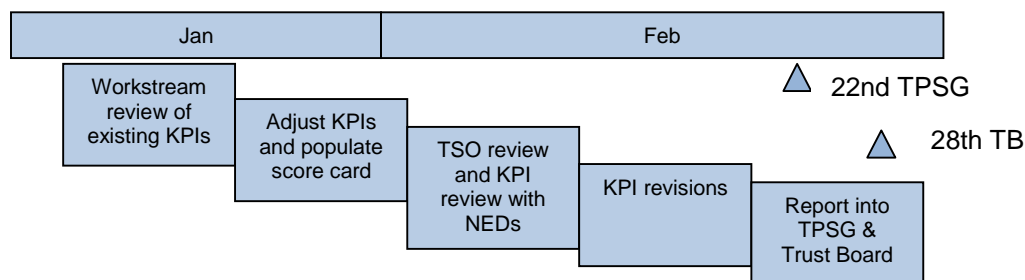 Jan
Feb
Workstream
review of
existing KPIs
Adjust KPIs
and populate
score card
TSO review
and KPI
review with
NEDs
KPI revisions
Report into
TPSG &
Trust Board
22nd TPSG
28th TB